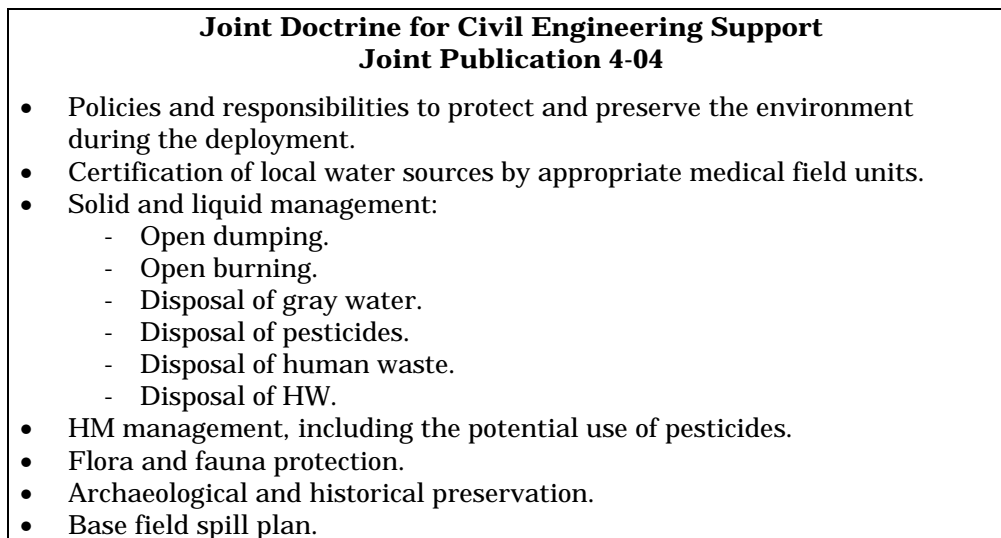 Joint Doctrine for Civil Engineering Support
Joint Publication 4-04
• Policies and responsibilities to protect and preserve the environment
during the deployment.
• Certification of local water sources by appropriate medical field units.
• Solid and liquid management:
- Open dumping.
- Open burning.
- Disposal of gray water.
- Disposal of pesticides.
- Disposal of human waste.
- Disposal of HW.
• HM management, including the potential use of pesticides.
• Flora and fauna protection.
• Archaeological and historical preservation.
• Base field spill plan.